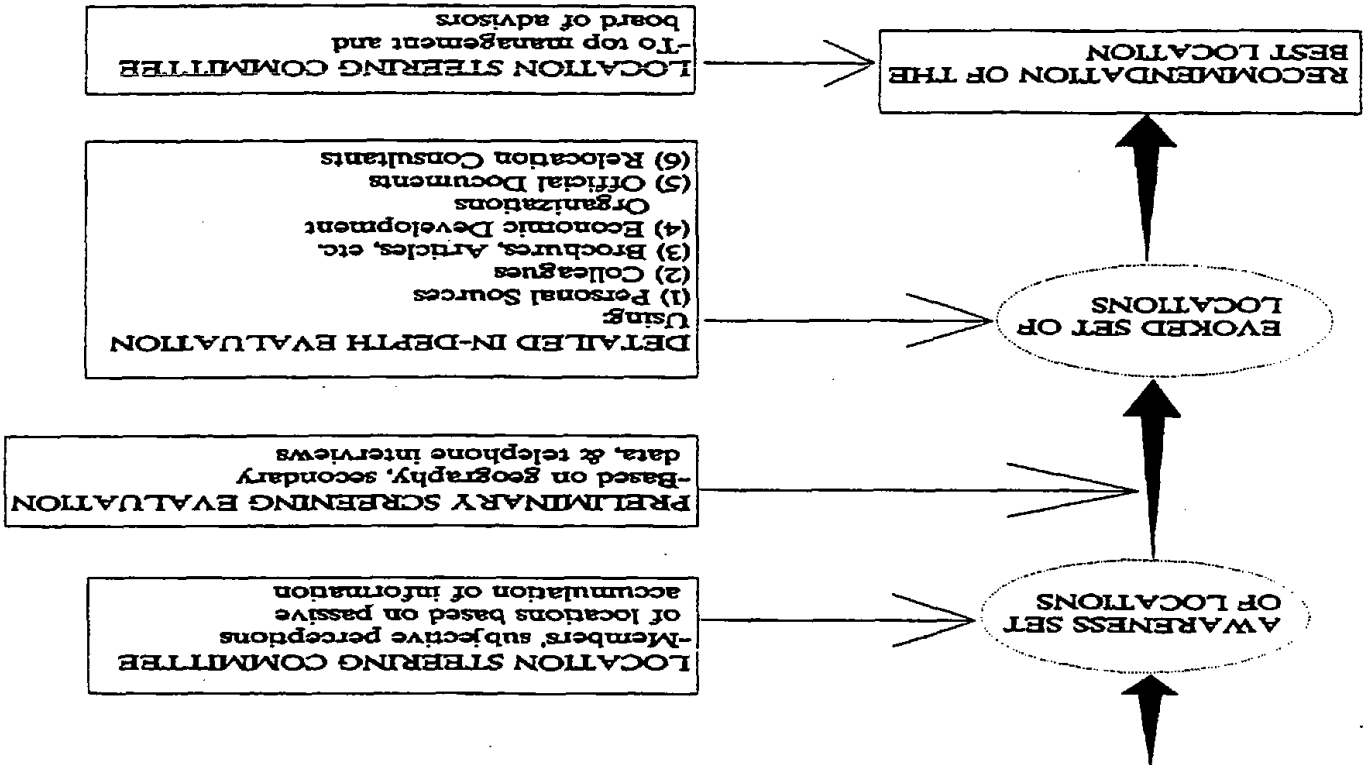 AWARENESS SET
OF LOCATIONS
LOCATION STEERING COMMITTEE
-Members' subjective perceptions
of locations based on passive
accumulation of information
PRELIMINARY SCREENING EVALUATION
-Based on geography, secondary
data, & telephone interviews
EVOKED SET OF
LOCATIONS
DETAILED IN-DEPTH EVALUATION
Using:
(1) Personal Sources
(2) Colleagues
(3) Brochures, Articles, etc.
(4) Economic Development
Organizations
(5) Official Documents
(6) Relocation Consultants
RECOMMENDATION OF THE
BEST LOCATION
LOCATION STEERING COMMITTEE
-To top management and
board of advisors